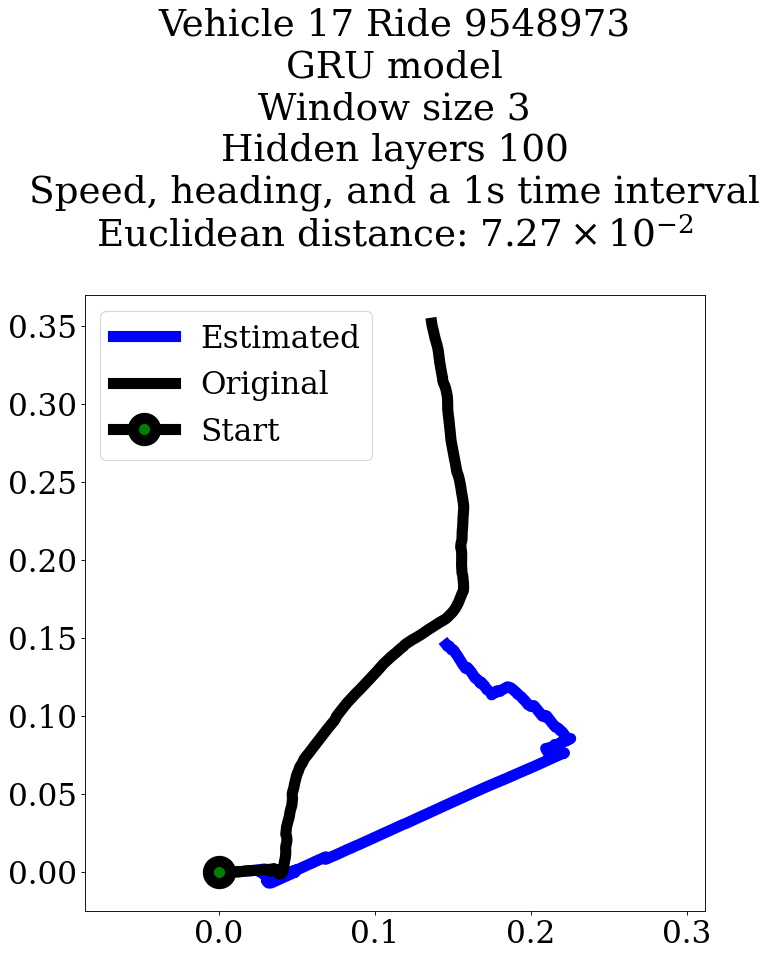 Vehicle 17 Ride 9548973
GRU model
Window size 3
Hidden layers 100
Speed, heading, and a 1s time interval
Euclidean distance: 7.27 × 10⁻²
Estimated
Original
Start
0.35
0.30
0.25
0.20
0.15
0.10
0.05
0.00
0.0 0.1 0.2 0.3